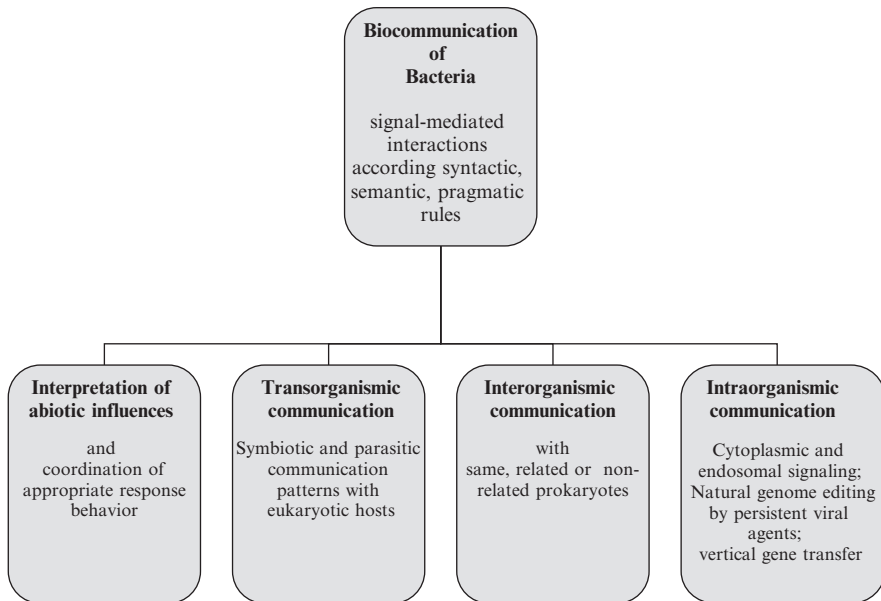 Biocommunication
of
Bacteria
signal-mediated
interactions
according syntactic,
semantic, pragmatic
rules
Interpretation of
abiotic influences
and
coordination of
appropriate response
behavior
Transorganismic
communication
Symbiotic and parasitic
communication
patterns with
eukaryotic hosts
Interorganismic
communication
with
same, related or non-
related prokaryotes
Intraorganismic
communication
Cytoplasmic and
endosomal signaling;
Natural genome editing
by persistent viral
agents;
vertical gene transfer